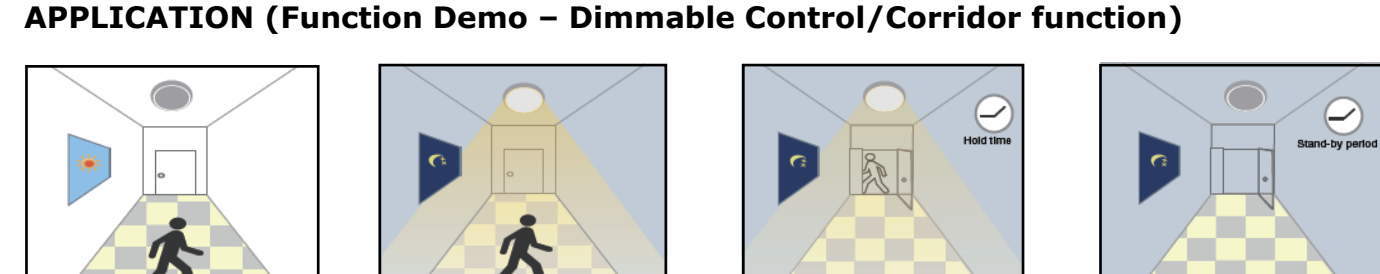 APPLICATION (Function Demo – Dimmable Control/Corridor function)
Hold time
Stand-by period